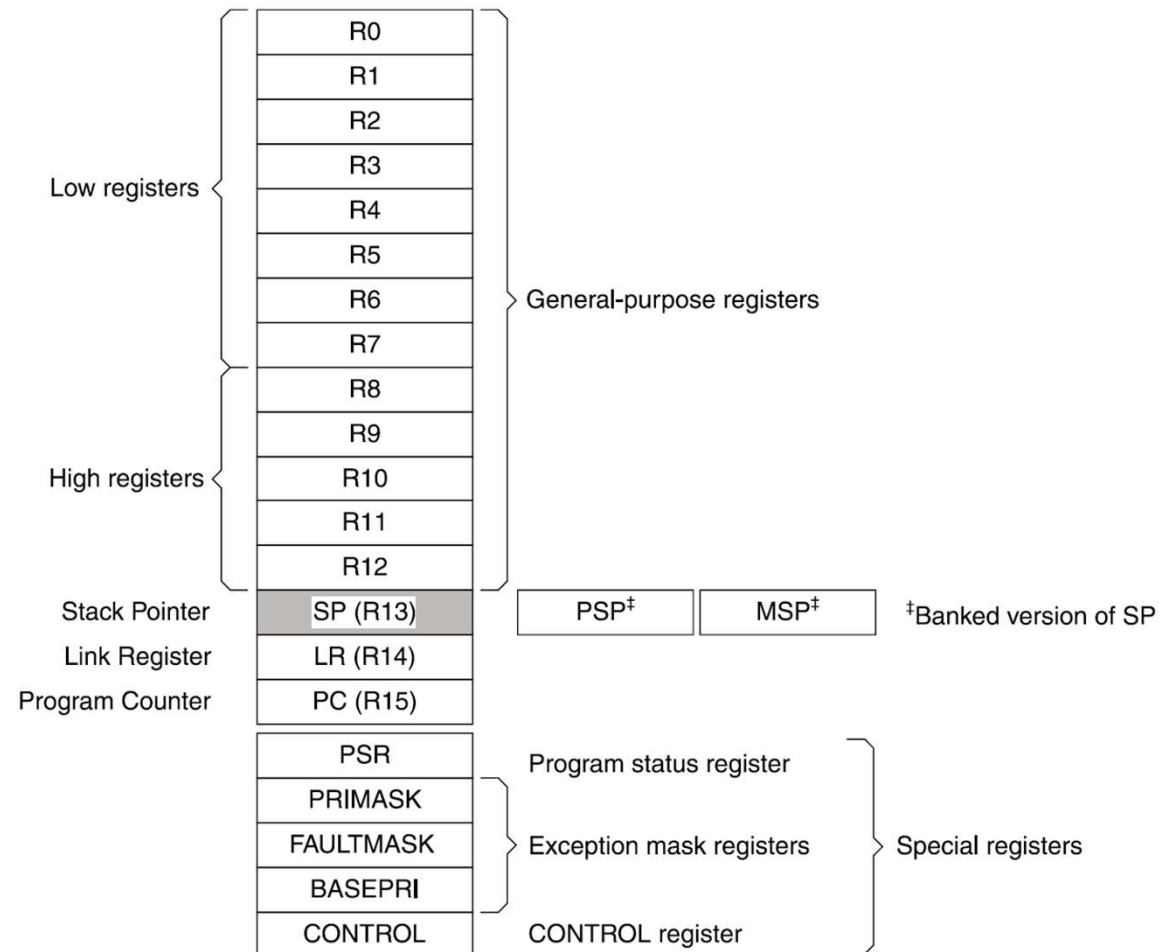 R0
R1
R2
R3
Low registers
R4
R5
R6
General-purpose registers
R7
R8
R9
High registers
R10
R11
R12
Stack Pointer SP (R13) PSP‡ MSP‡ ‡Banked version of SP
Link Register LR (R14)
Program Counter PC (R15)
PSR Program status register
PRIMASK
FAULTMASK Exception mask registers Special registers
BASEPRI
CONTROL CONTROL register